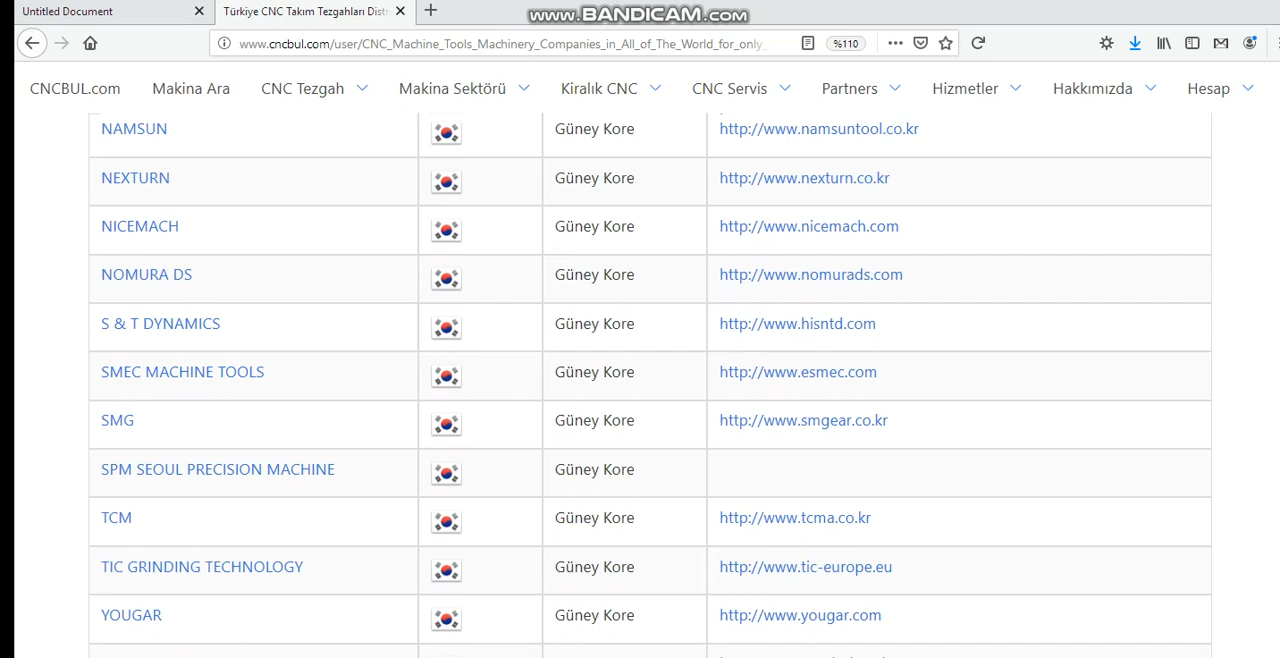 www.BANDICAM.com
Untitled Document
Türkiye CNC Takım Tezgahları Distr
www.cncbul.com/user/CNC_Machine_Tools_Machinery_Companies_in_All_of_The_World_for_only_
%110
CNCBUL.com Makina Ara CNC Tezgah Makina Sektörü Kiralık CNC CNC Servis Partners Hizmetler Hakkımızda Hesap
NAMSUN Güney Kore http://www.namsuntool.co.kr
NEXTURN Güney Kore http://www.nexturn.co.kr
NICEMACH Güney Kore http://www.nicemach.com
NOMURA DS Güney Kore http://www.nomurads.com
S & T DYNAMICS Güney Kore http://www.hisntd.com
SMEC MACHINE TOOLS Güney Kore http://www.esmec.com
SMG Güney Kore http://www.smgear.co.kr
SPM SEOUL PRECISION MACHINE Güney Kore
TCM Güney Kore http://www.tcma.co.kr
TIC GRINDING TECHNOLOGY Güney Kore http://www.tic-europe.eu
YOUGAR Güney Kore http://www.yougar.com